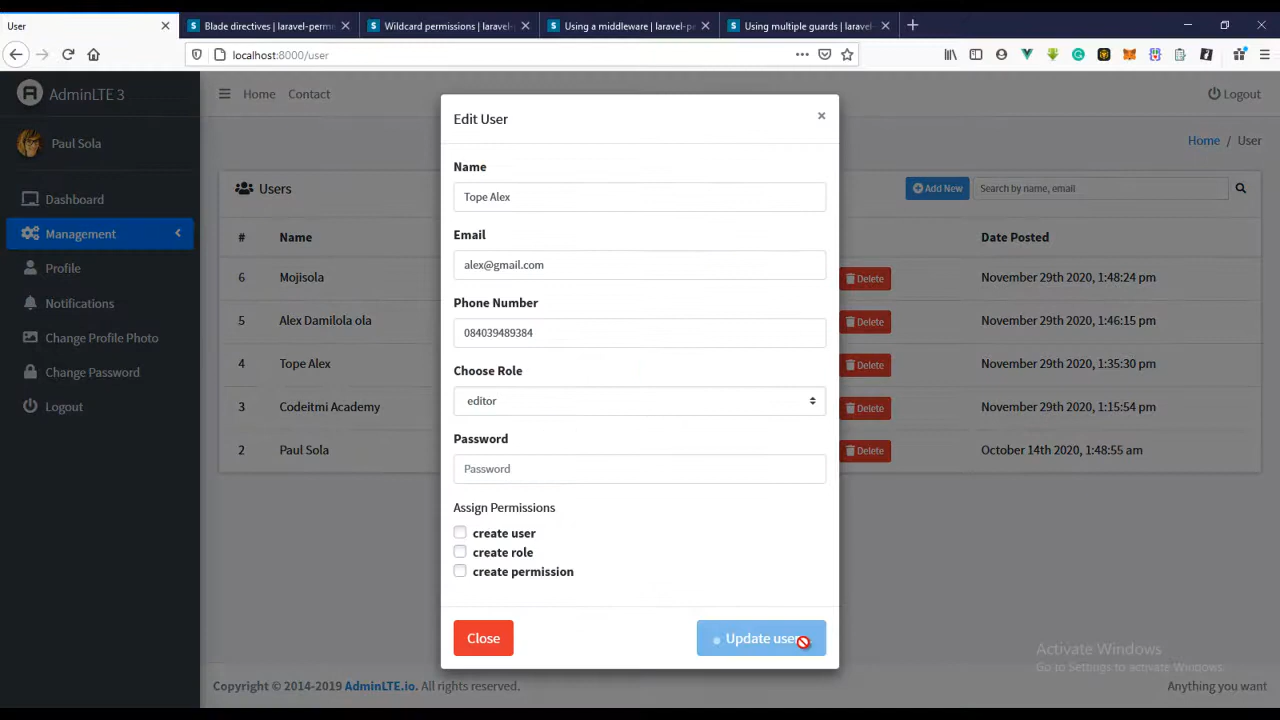 User
Blade directives | laravel-perm
Wildcard permissions | laravel-
Using a middleware | laravel-p
Using multiple guards | laravel
localhost:8000/user
AdminLTE 3
Home
Contact
Logout
Paul Sola
Home / User
Dashboard
Management
Profile
Notifications
Change Profile Photo
Change Password
Logout
Users
Add New
Search by name, email
# Name Date Posted
6 Mojisola Delete November 29th 2020, 1:48:24 pm
5 Alex Damilola ola Delete November 29th 2020, 1:46:15 pm
4 Tope Alex Delete November 29th 2020, 1:35:30 pm
3 Codeitmi Academy Delete November 29th 2020, 1:15:54 pm
2 Paul Sola Delete October 14th 2020, 1:48:55 am
Edit User
×
Name
Tope Alex
Email
alex@gmail.com
Phone Number
084039489384
Choose Role
editor
Password
Password
Assign Permissions
create user
create role
create permission
Close
Update user
Activate Windows
Go to Settings to activate Windows.
Copyright © 2014-2019 AdminLTE.io. All rights reserved.
Anything you want